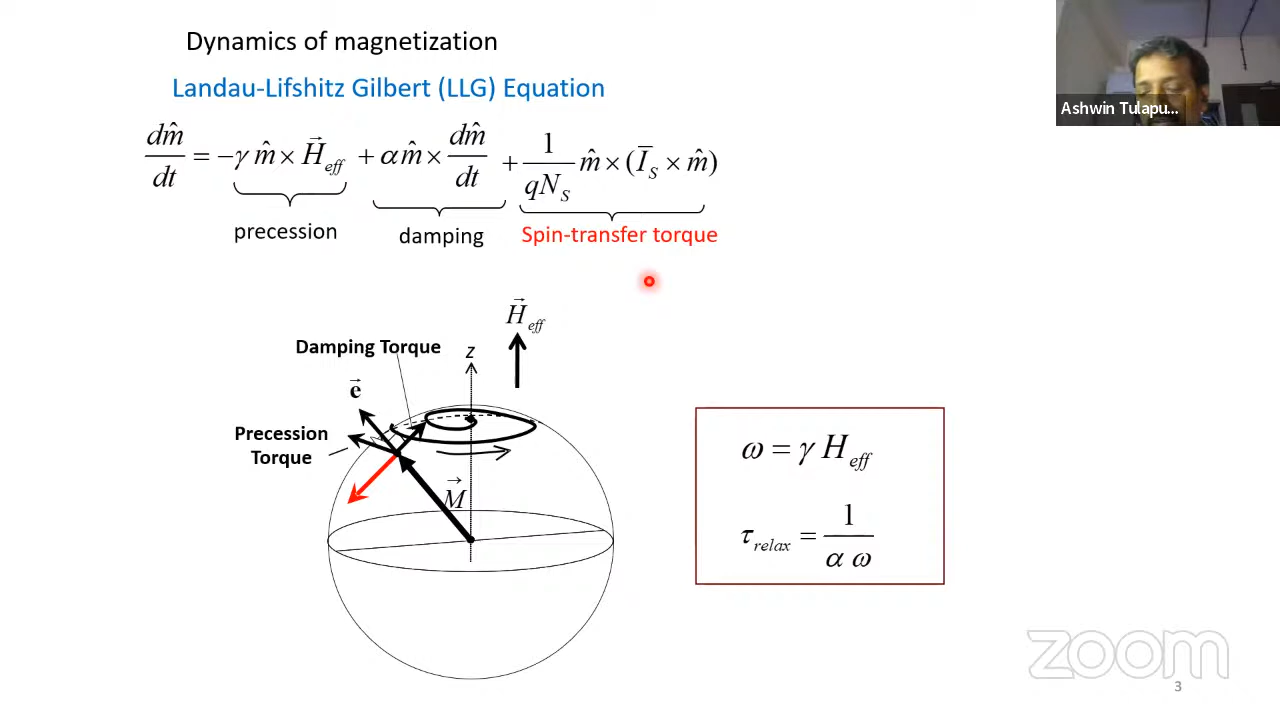 Dynamics of magnetization
Landau-Lifshitz Gilbert (LLG) Equation
dm̂/dt = −γ m̂ × H⃗eff + α m̂ × dm̂/dt + 1/(qNS) m̂ × (I̅S × m̂)
precession
damping
Spin-transfer torque
H⃗eff
Damping Torque
z
e⃗
Precession
Torque
M⃗
ω = γ Heff
τrelax = 1/(α ω)
Ashwin Tulapu...
zoom
3